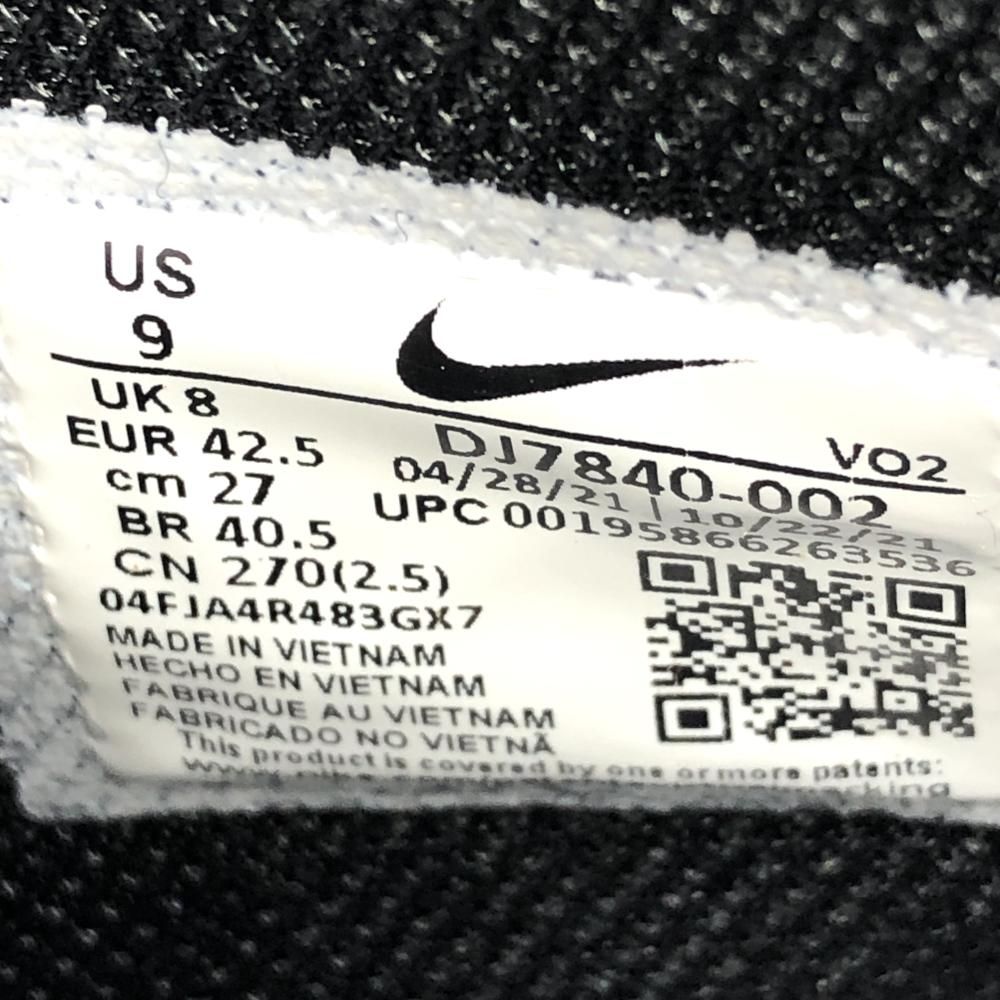 US
9
UK 8
EUR 42.5
cm 27
BR 40.5
CN 270(2.5)
04FJA4R483GX7
MADE IN VIETNAM
HECHO EN VIETNAM
FABRIQUE AU VIETNAM
FABRICADO NO VIETNÃ
This product is covered by one or more patents:
VO2
DJ7840-002
04/28/21 | 10/22/21
UPC 00195866263536